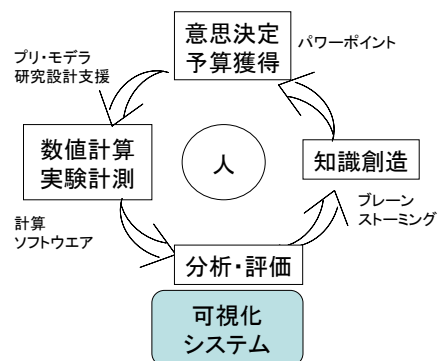 意思決定
予算獲得
パワーポイント
プリ・モデラ
研究設計支援
数値計算
実験計測
人
知識創造
計算
ソフトウエア
ブレーン
ストーミング
分析・評価
可視化
システム